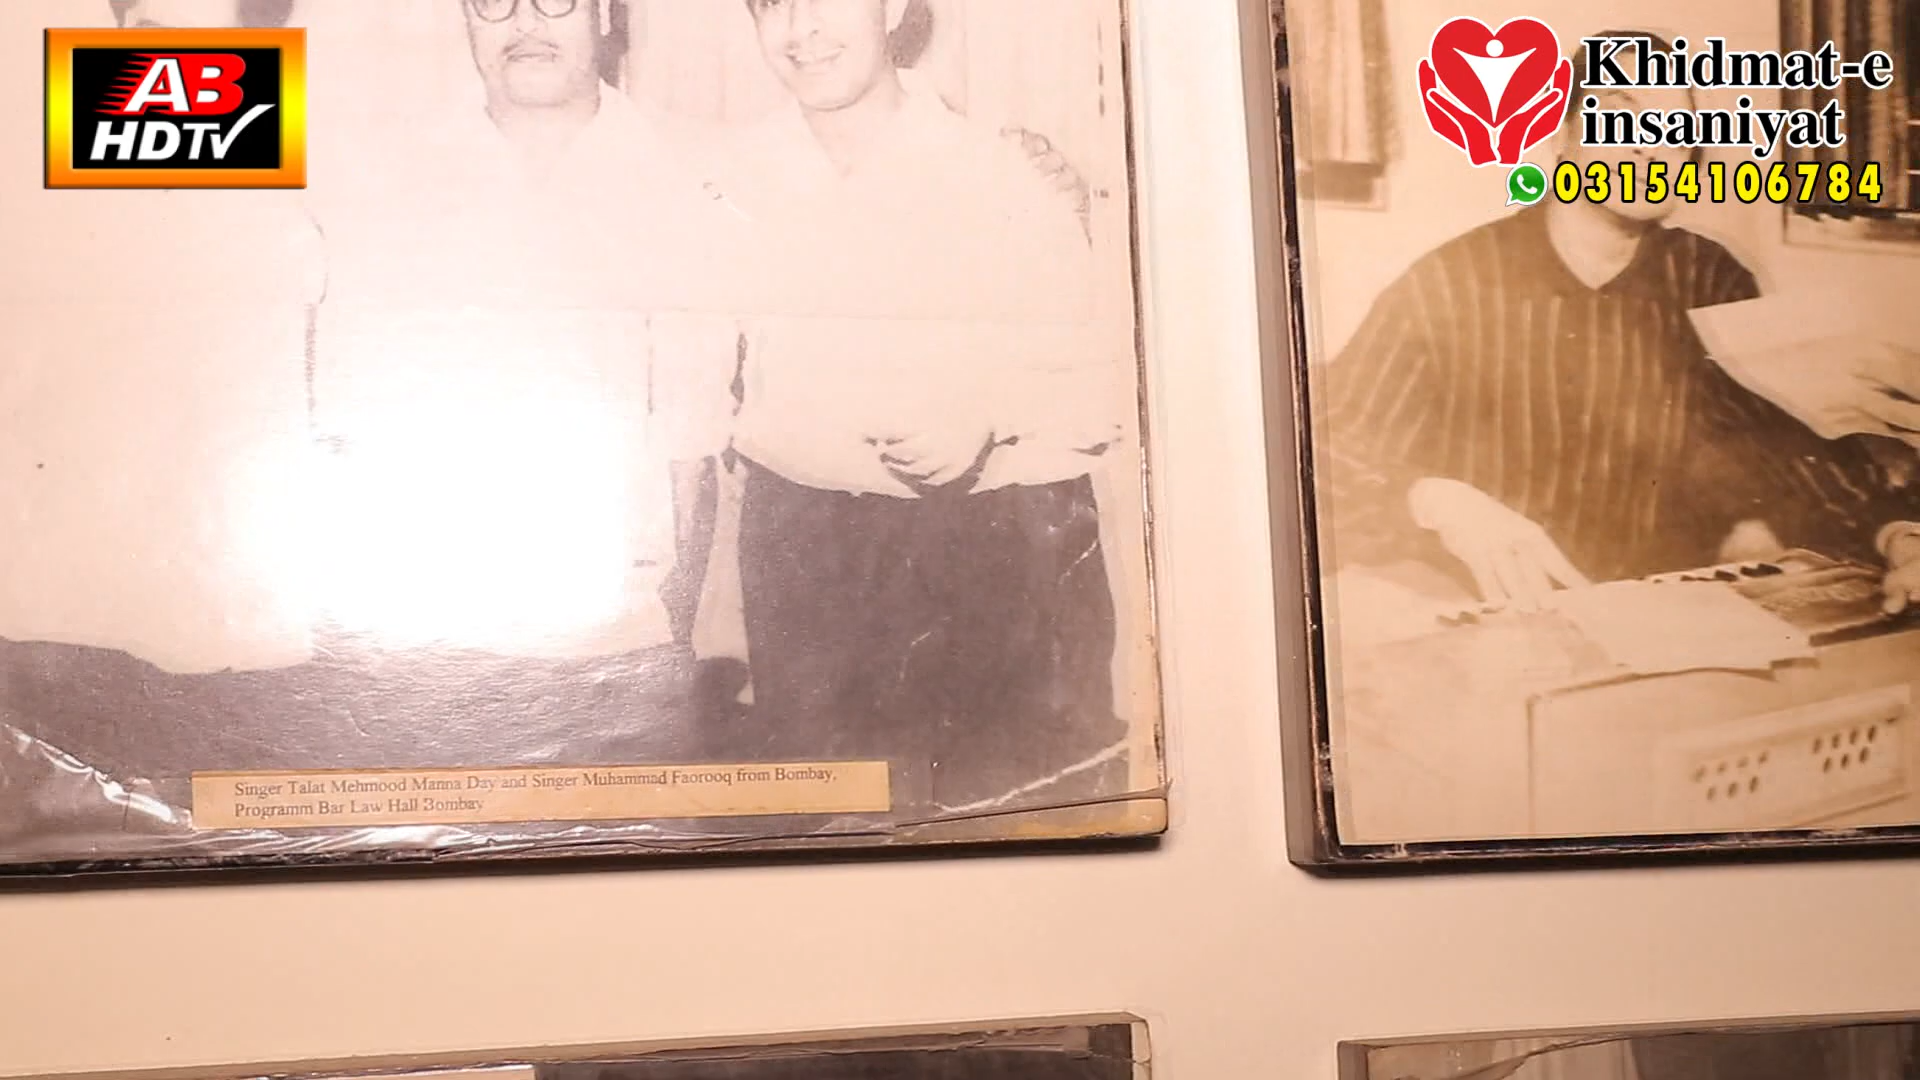 AB
HDTV
Khidmat-e
insaniyat
03154106784
Singer Talat Mehmood Manna Day and Singer Muhammad Faorooq from Bombay,
Programm Bar Law Hall Bombay